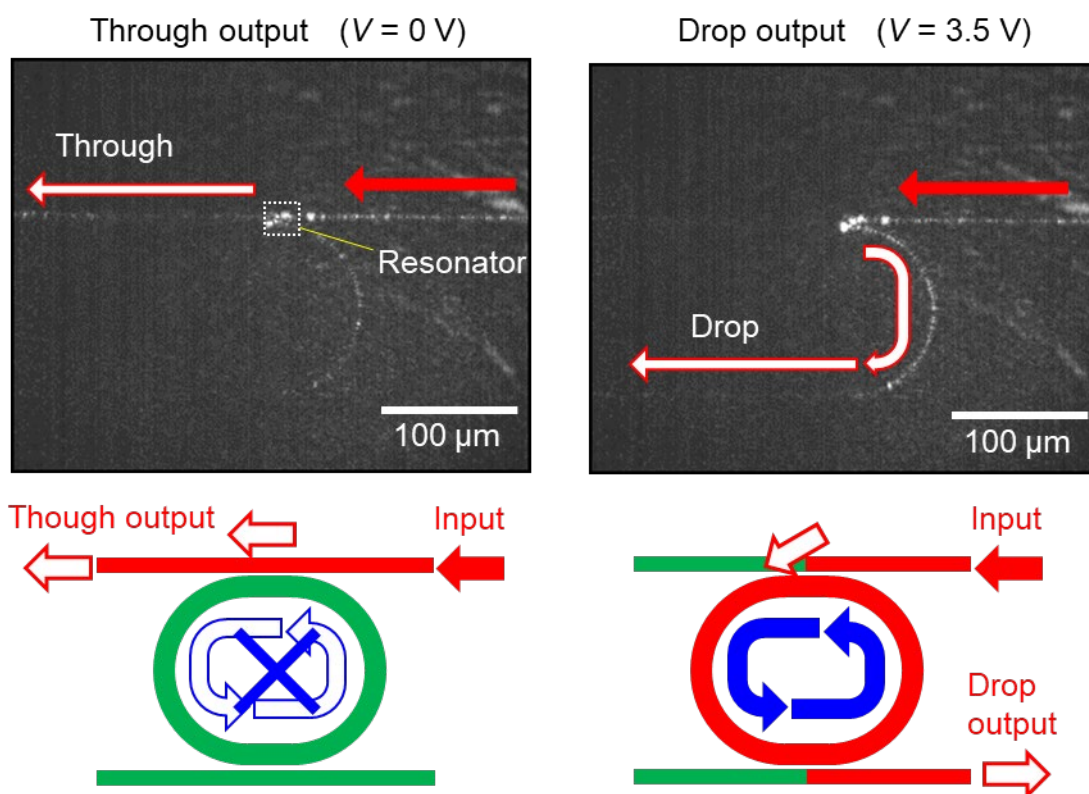 Through output (V = 0 V)
Drop output (V = 3.5 V)
Through
Resonator
100 µm
Drop
100 µm
Though output
Input
Input
Drop
output